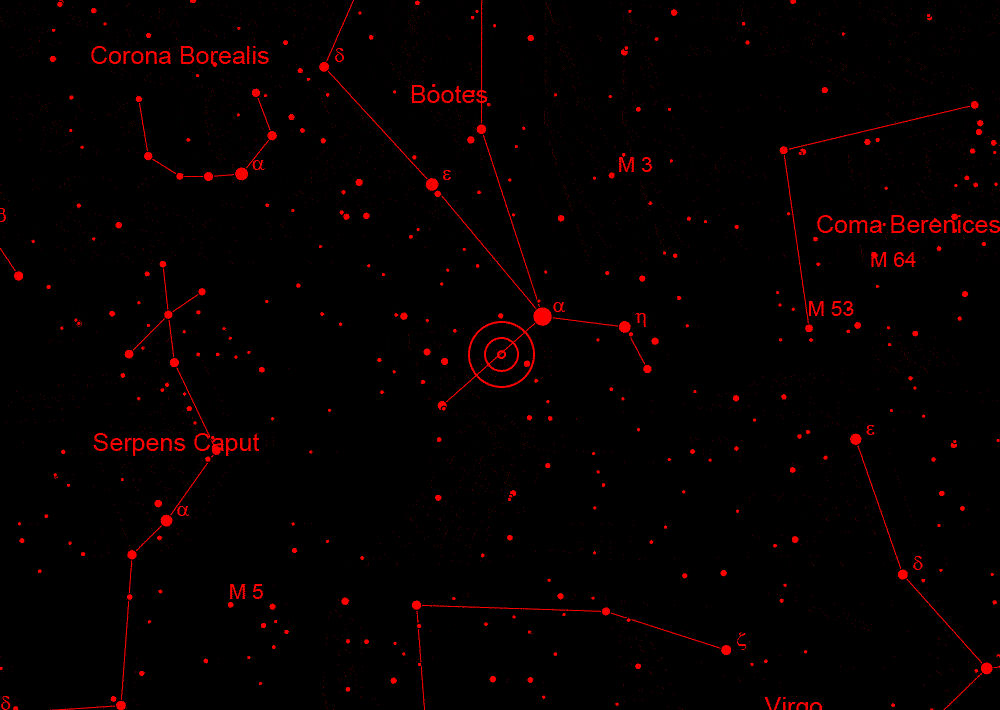 Corona Borealis
δ
Bootes
α
ε
M 3
β
Coma Berenices
M 64
α
η
M 53
Serpens Caput
ε
α
δ
M 5
ζ
δ
Virgo